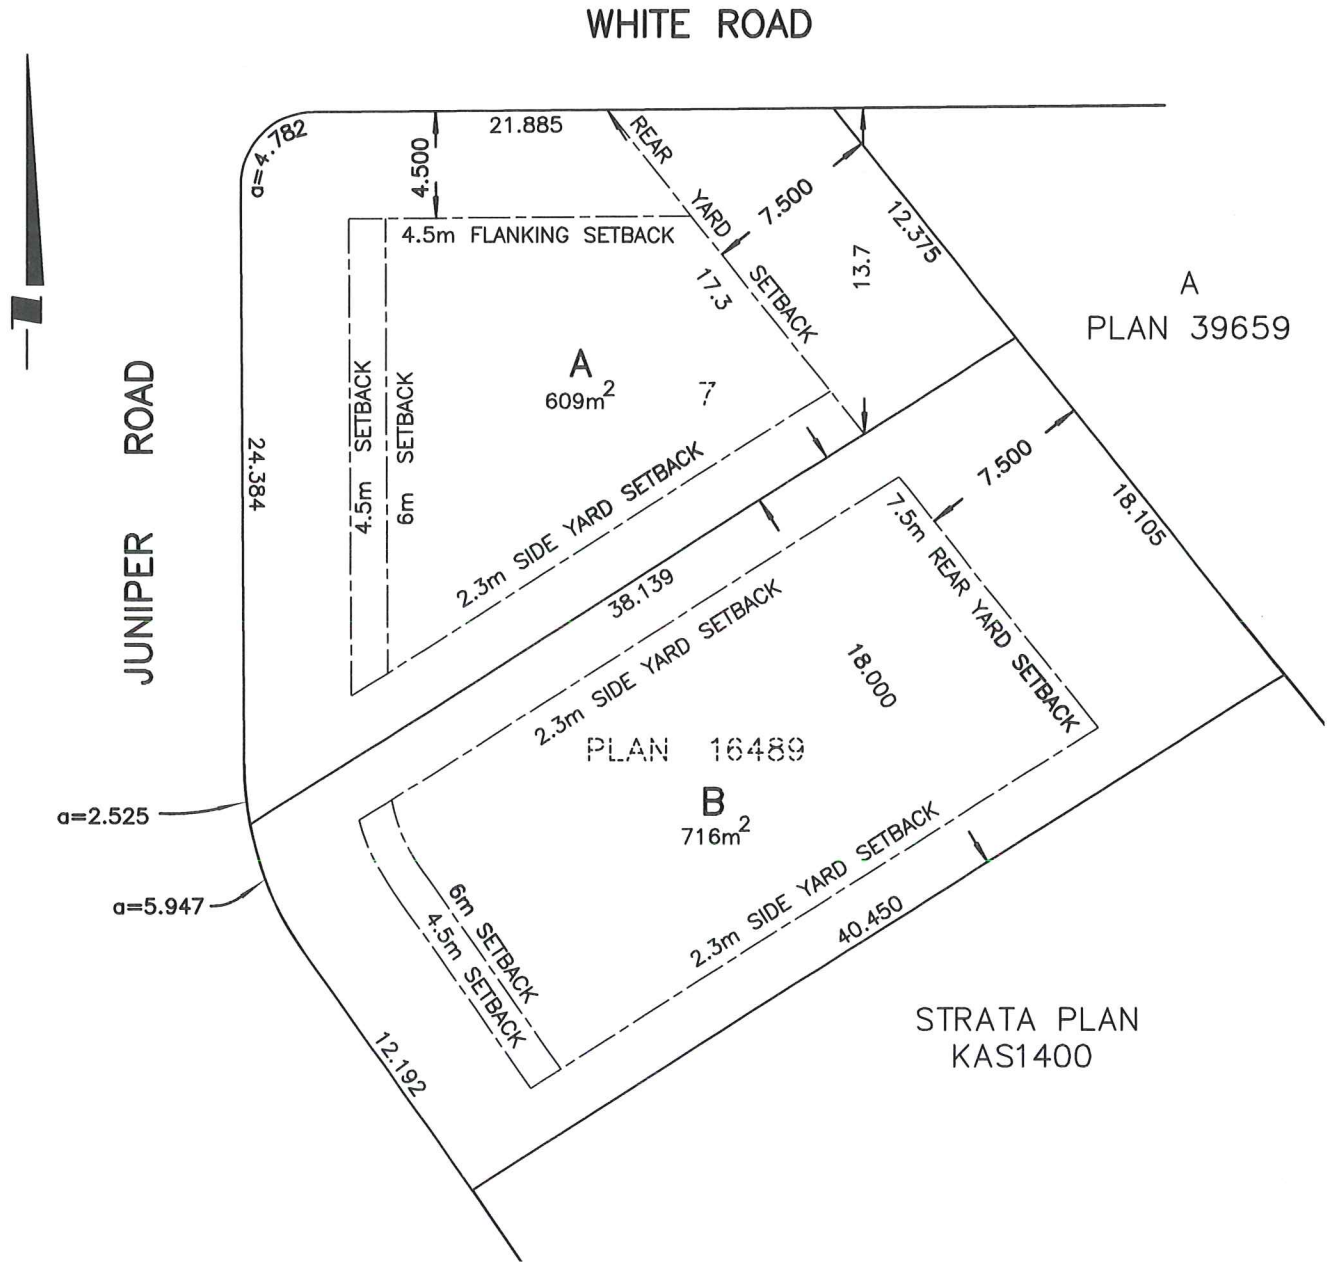 WHITE ROAD
a=4.782
21.885
4.500
REAR YARD SETBACK
7.500
12.375
4.5m FLANKING SETBACK
17.3
13.7
A
PLAN 39659
JUNIPER ROAD
24.384
4.5m SETBACK
6m SETBACK
A
609m²
7
2.3m SIDE YARD SETBACK
7.500
18.105
38.139
7.5m REAR YARD SETBACK
2.3m SIDE YARD SETBACK
18.000
PLAN 16489
B
716m²
a=2.525
a=5.947
6m SETBACK
4.5m SETBACK
2.3m SIDE YARD SETBACK
40.450
12.192
STRATA PLAN
KAS1400